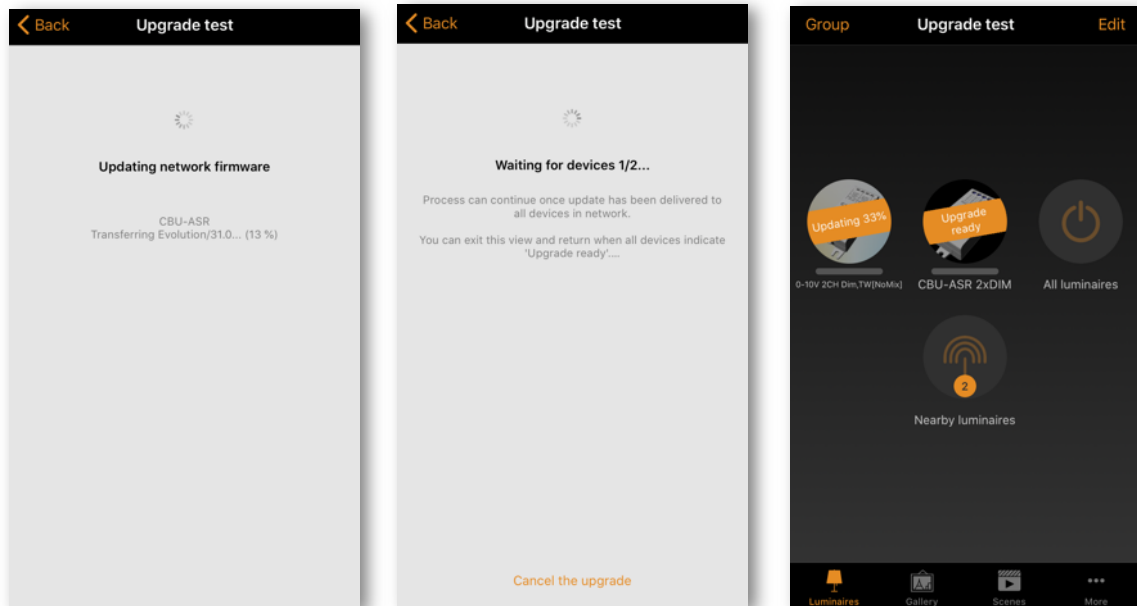 Back
Upgrade test
Updating network firmware
CBU-ASR
Transferring Evolution/31.0... (13 %)
Back
Upgrade test
Waiting for devices 1/2...
Process can continue once update has been delivered to
all devices in network.
You can exit this view and return when all devices indicate
'Upgrade ready'....
Cancel the upgrade
Group
Upgrade test
Edit
Updating 33%
Upgrade
ready
0-10V 2CH Dim,TW[NoMix]
CBU-ASR 2xDIM
All luminaires
2
Nearby luminaires
Luminaires
Gallery
Scenes
More